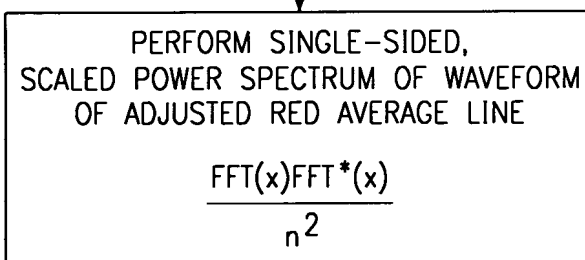 PERFORM SINGLE-SIDED,
SCALED POWER SPECTRUM OF WAVEFORM
OF ADJUSTED RED AVERAGE LINE
FFT(x)FFT*(x)
n2